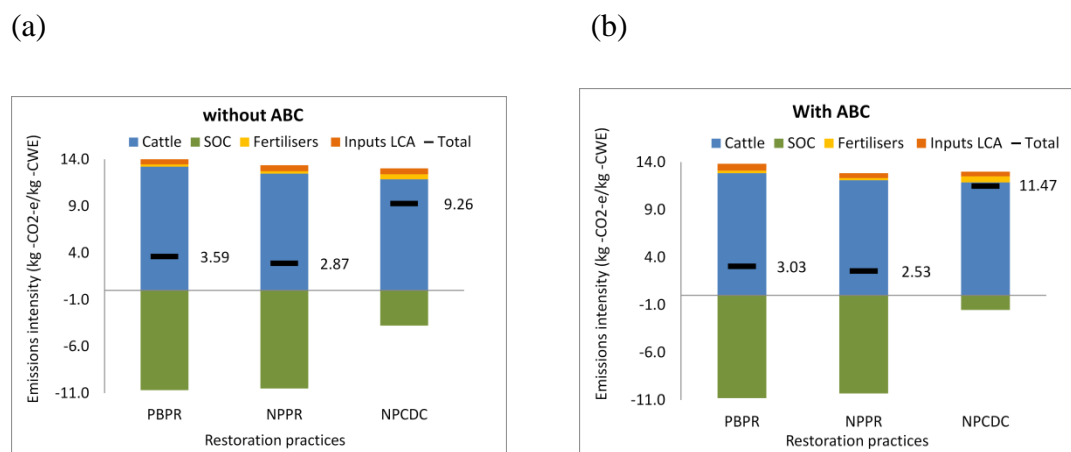 (a)
without ABC
Cattle SOC Fertilisers Inputs LCA Total
Emissions intensity (kg -CO2-e/kg -CWE)
14.0
9.0
4.0
-1.0
-6.0
-11.0
3.59
2.87
9.26
PBPR NPPR NPCDC
Restoration practices
(b)
With ABC
Cattle SOC Fertilisers Inputs LCA Total
Emissions intensity (kg -CO2-e/kg -CWE)
14.0
9.0
4.0
-1.0
-6.0
-11.0
3.03
2.53
11.47
PBPR NPPR NPCDC
Restoration practices